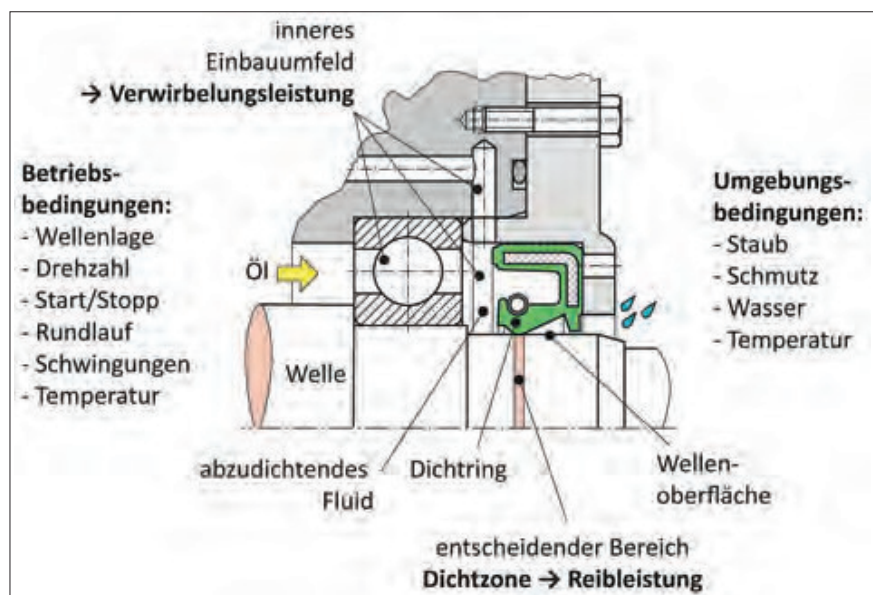 inneres
Einbauumfeld
→ Verwirbelungsleistung
Betriebs-
bedingungen:
- Wellenlage
- Drehzahl
- Start/Stopp
- Rundlauf
- Schwingungen
- Temperatur
Öl
Welle
Umgebungs-
bedingungen:
- Staub
- Schmutz
- Wasser
- Temperatur
abzudichtendes
Fluid
Dichtring
Wellen-
oberfläche
entscheidender Bereich
Dichtzone → Reibleistung